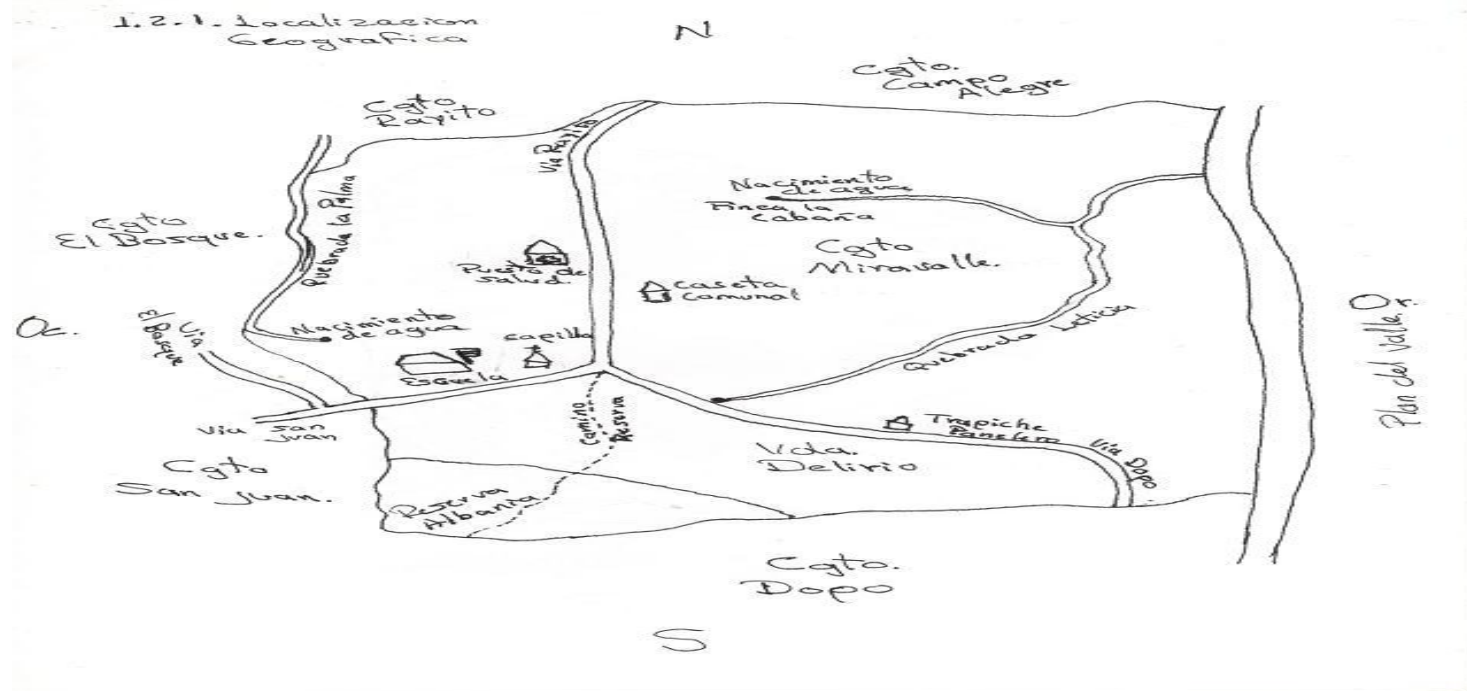 1.2.1. Localizacion
Geografica
N
Cgto.
Campo
Alegre
Cgto
Rayito
Vía Rayito
Nacimiento
de agua
Finca la
Cabaña
Quebrada La Palma
Cgto
El Bosque.
Cgto
Miravalle.
Puesto de
Salud.
Caseta
Comunal
Oc.
Or.
Plan del Valle.
Vía
El Bosque
Nacimiento
de agua
Capilla
Escuela
Quebrada Leticia
Via San
Juan
Camino
Reserva
Trapiche
Panelero
Vía Dopo
Vda.
Delirio
Cgto
San Juan.
Reserva
Albania
Cgto.
Dopo
S